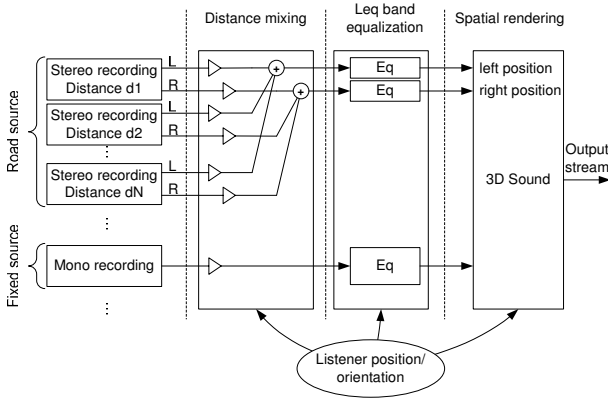 Distance mixing
Leq band
equalization
Spatial rendering
Road source
Stereo recording
Distance d1
L
R
Stereo recording
Distance d2
L
R
...
Stereo recording
Distance dN
L
R
...
+
+
Eq
Eq
left position
right position
3D Sound
Output
stream
Fixed source
Mono recording
Eq
...
Listener position/
orientation